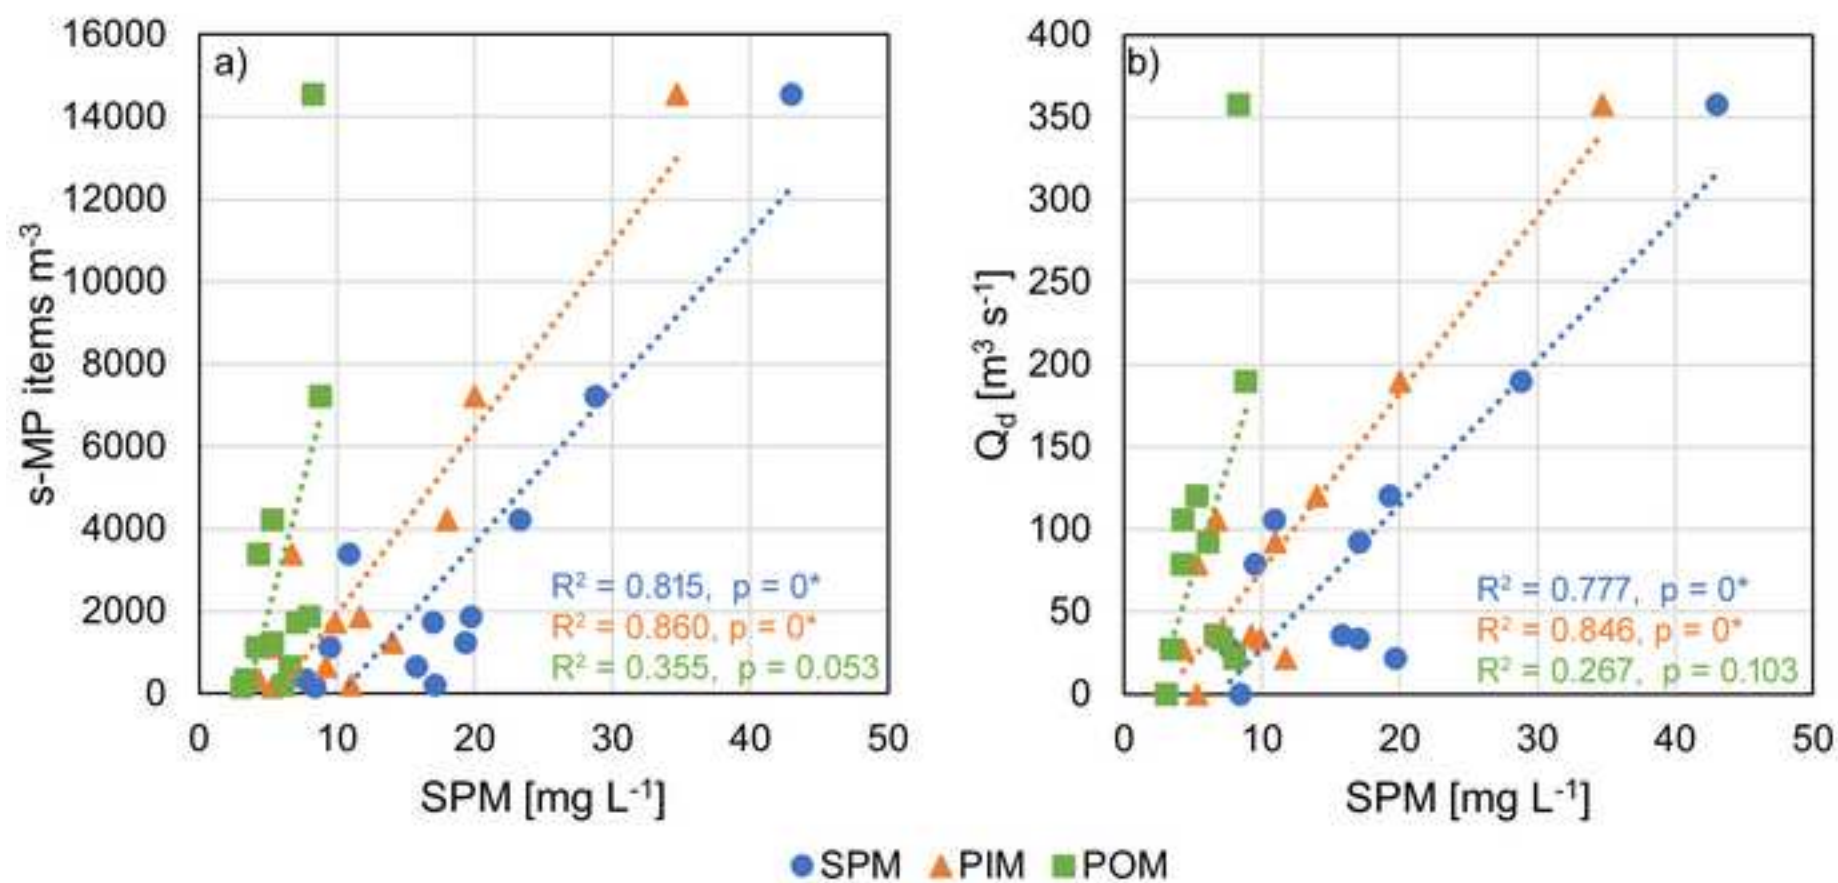 a)
16000
14000
12000
10000
8000
6000
4000
2000
0
s-MP items m⁻³
R² = 0.815, p = 0*
R² = 0.860, p = 0*
R² = 0.355, p = 0.053
0 10 20 30 40 50
SPM [mg L⁻¹]
b)
400
350
300
250
200
150
100
50
0
Q_d [m³ s⁻¹]
R² = 0.777, p = 0*
R² = 0.846, p = 0*
R² = 0.267, p = 0.103
0 10 20 30 40 50
SPM [mg L⁻¹]
SPM PIM POM